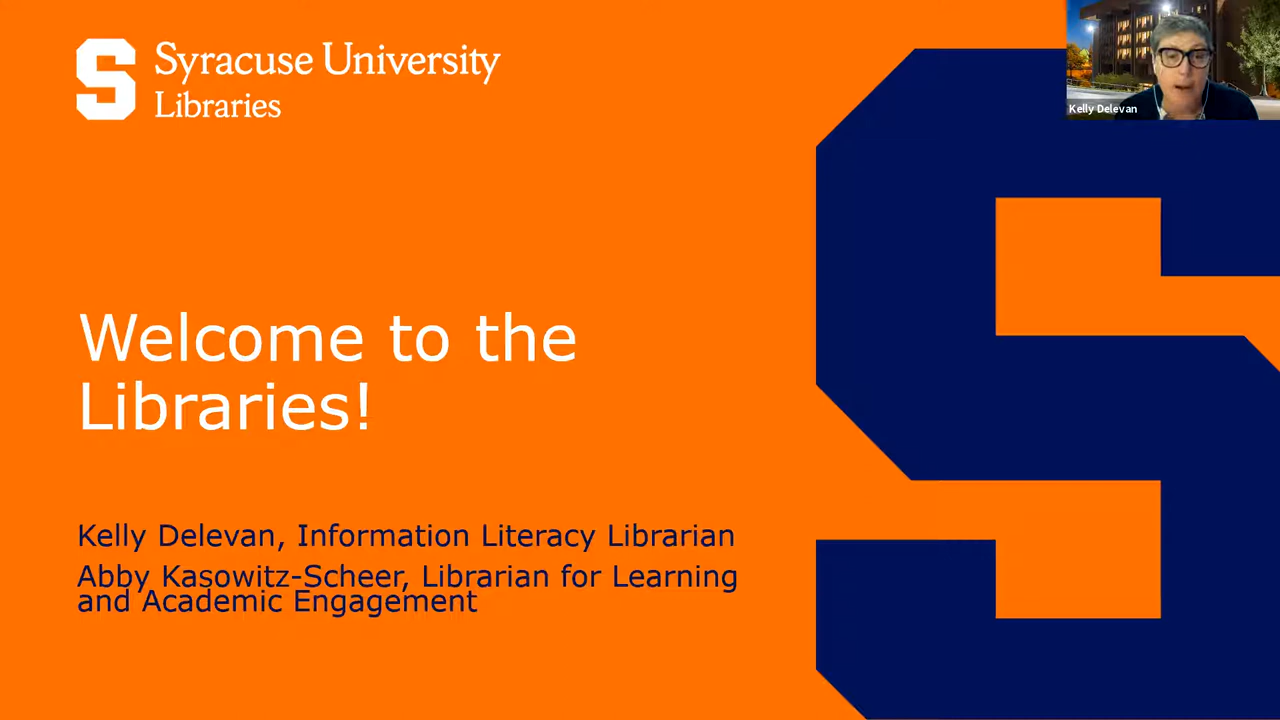 S Syracuse University
Libraries
Kelly Delevan
Welcome to the
Libraries!
Kelly Delevan, Information Literacy Librarian
Abby Kasowitz-Scheer, Librarian for Learning
and Academic Engagement
S